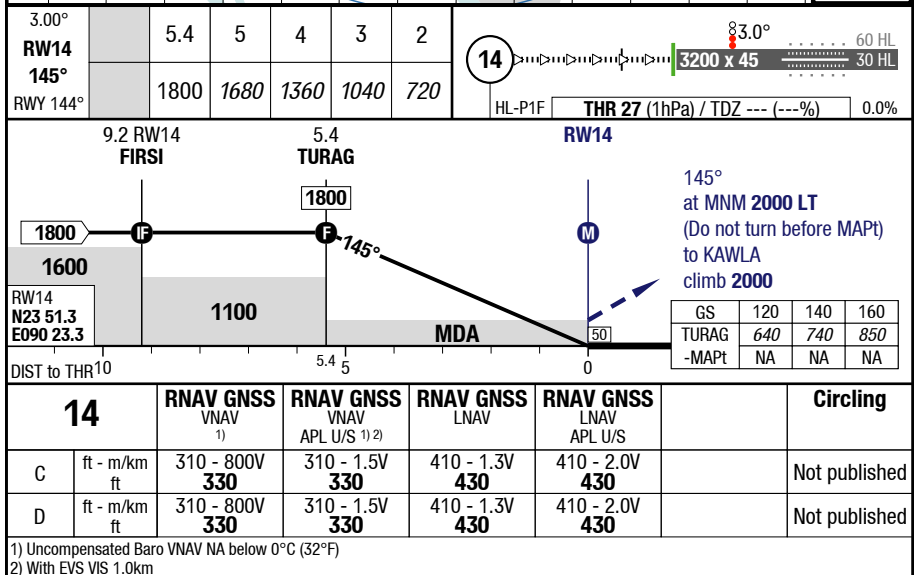 3.00°
RW14
145°
RWY 144°
5.4 5 4 3 2
1800 1680 1360 1040 720
14
3.0°
3200 x 45
60 HL
30 HL
HL-P1F
THR 27 (1hPa) / TDZ --- (---%)
0.0%
9.2 RW14
FIRSI
5.4
TURAG
RW14
1800
1800
IF
F
145°
M
145°
at MNM 2000 LT
(Do not turn before MAPt)
to KAWLA
climb 2000
1600
1100
MDA
50
RW14
N23 51.3
E090 23.3
DIST to THR 10 5.4 5 0
GS 120 140 160
TURAG 640 740 850
-MAPt NA NA NA
14
RNAV GNSS
VNAV
1)
RNAV GNSS
VNAV
APL U/S 1) 2)
RNAV GNSS
LNAV
RNAV GNSS
LNAV
APL U/S
Circling
C
ft - m/km
ft
310 - 800V
330
310 - 1.5V
330
410 - 1.3V
430
410 - 2.0V
430
Not published
D
ft - m/km
ft
310 - 800V
330
310 - 1.5V
330
410 - 1.3V
430
410 - 2.0V
430
Not published
1) Uncompensated Baro VNAV NA below 0°C (32°F)
2) With EVS VIS 1.0km